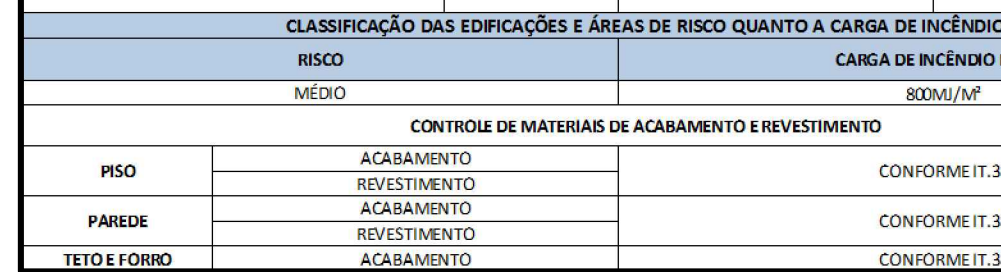 CLASSIFICAÇÃO DAS EDIFICAÇÕES E ÁREAS DE RISCO QUANTO A CARGA DE INCÊNDIO
RISCO CARGA DE INCÊNDIO
MÉDIO 800MJ/M²
CONTROLE DE MATERIAIS DE ACABAMENTO E REVESTIMENTO
PISO ACABAMENTO CONFORME IT.3
REVESTIMENTO
PAREDE ACABAMENTO CONFORME IT.3
REVESTIMENTO
TETO E FORRO ACABAMENTO CONFORME IT.3